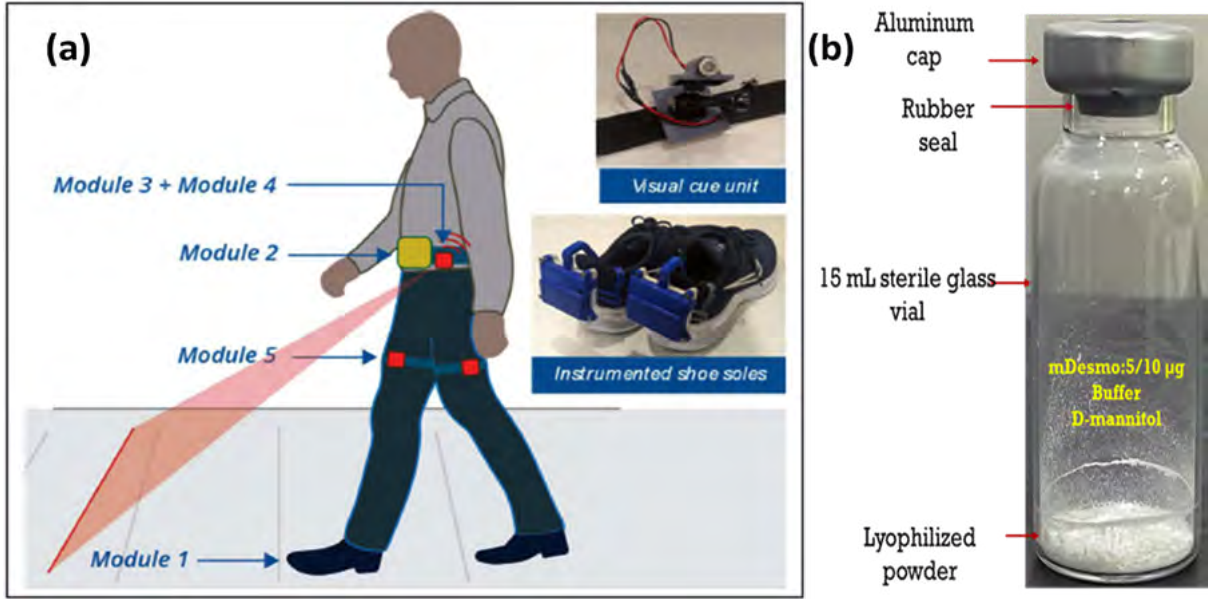 (a)
Module 3 + Module 4
Module 2
Module 5
Module 1
Visual cue unit
Instrumented shoe soles
(b)
Aluminum
cap
Rubber
seal
15 mL sterile glass
vial
mDesmo:5/10 µg
Buffer
D-mannitol
Lyophilized
powder